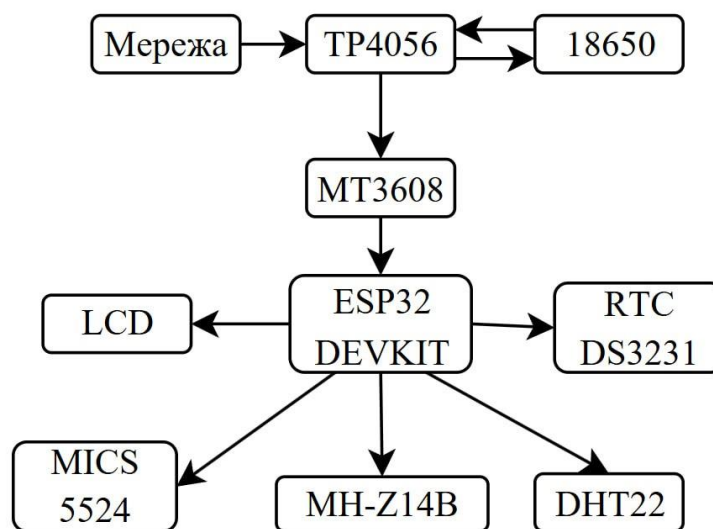 Мережа
TP4056
18650
MT3608
LCD
ESP32
DEVKIT
RTC
DS3231
MICS
5524
MH-Z14B
DHT22